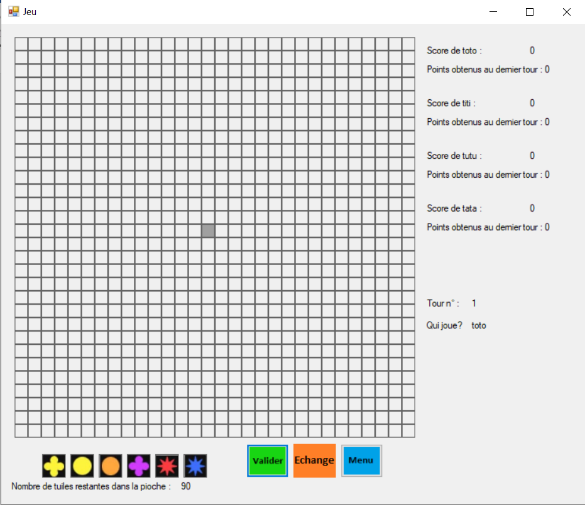 Jeu
Score de toto : 0
Points obtenus au dernier tour : 0
Score de titi : 0
Points obtenus au dernier tour : 0
Score de tutu : 0
Points obtenus au dernier tour : 0
Score de tata : 0
Points obtenus au dernier tour : 0
Tour n° : 1
Qui joue? toto
Valider Echange Menu
Nombre de tuiles restantes dans la pioche : 90